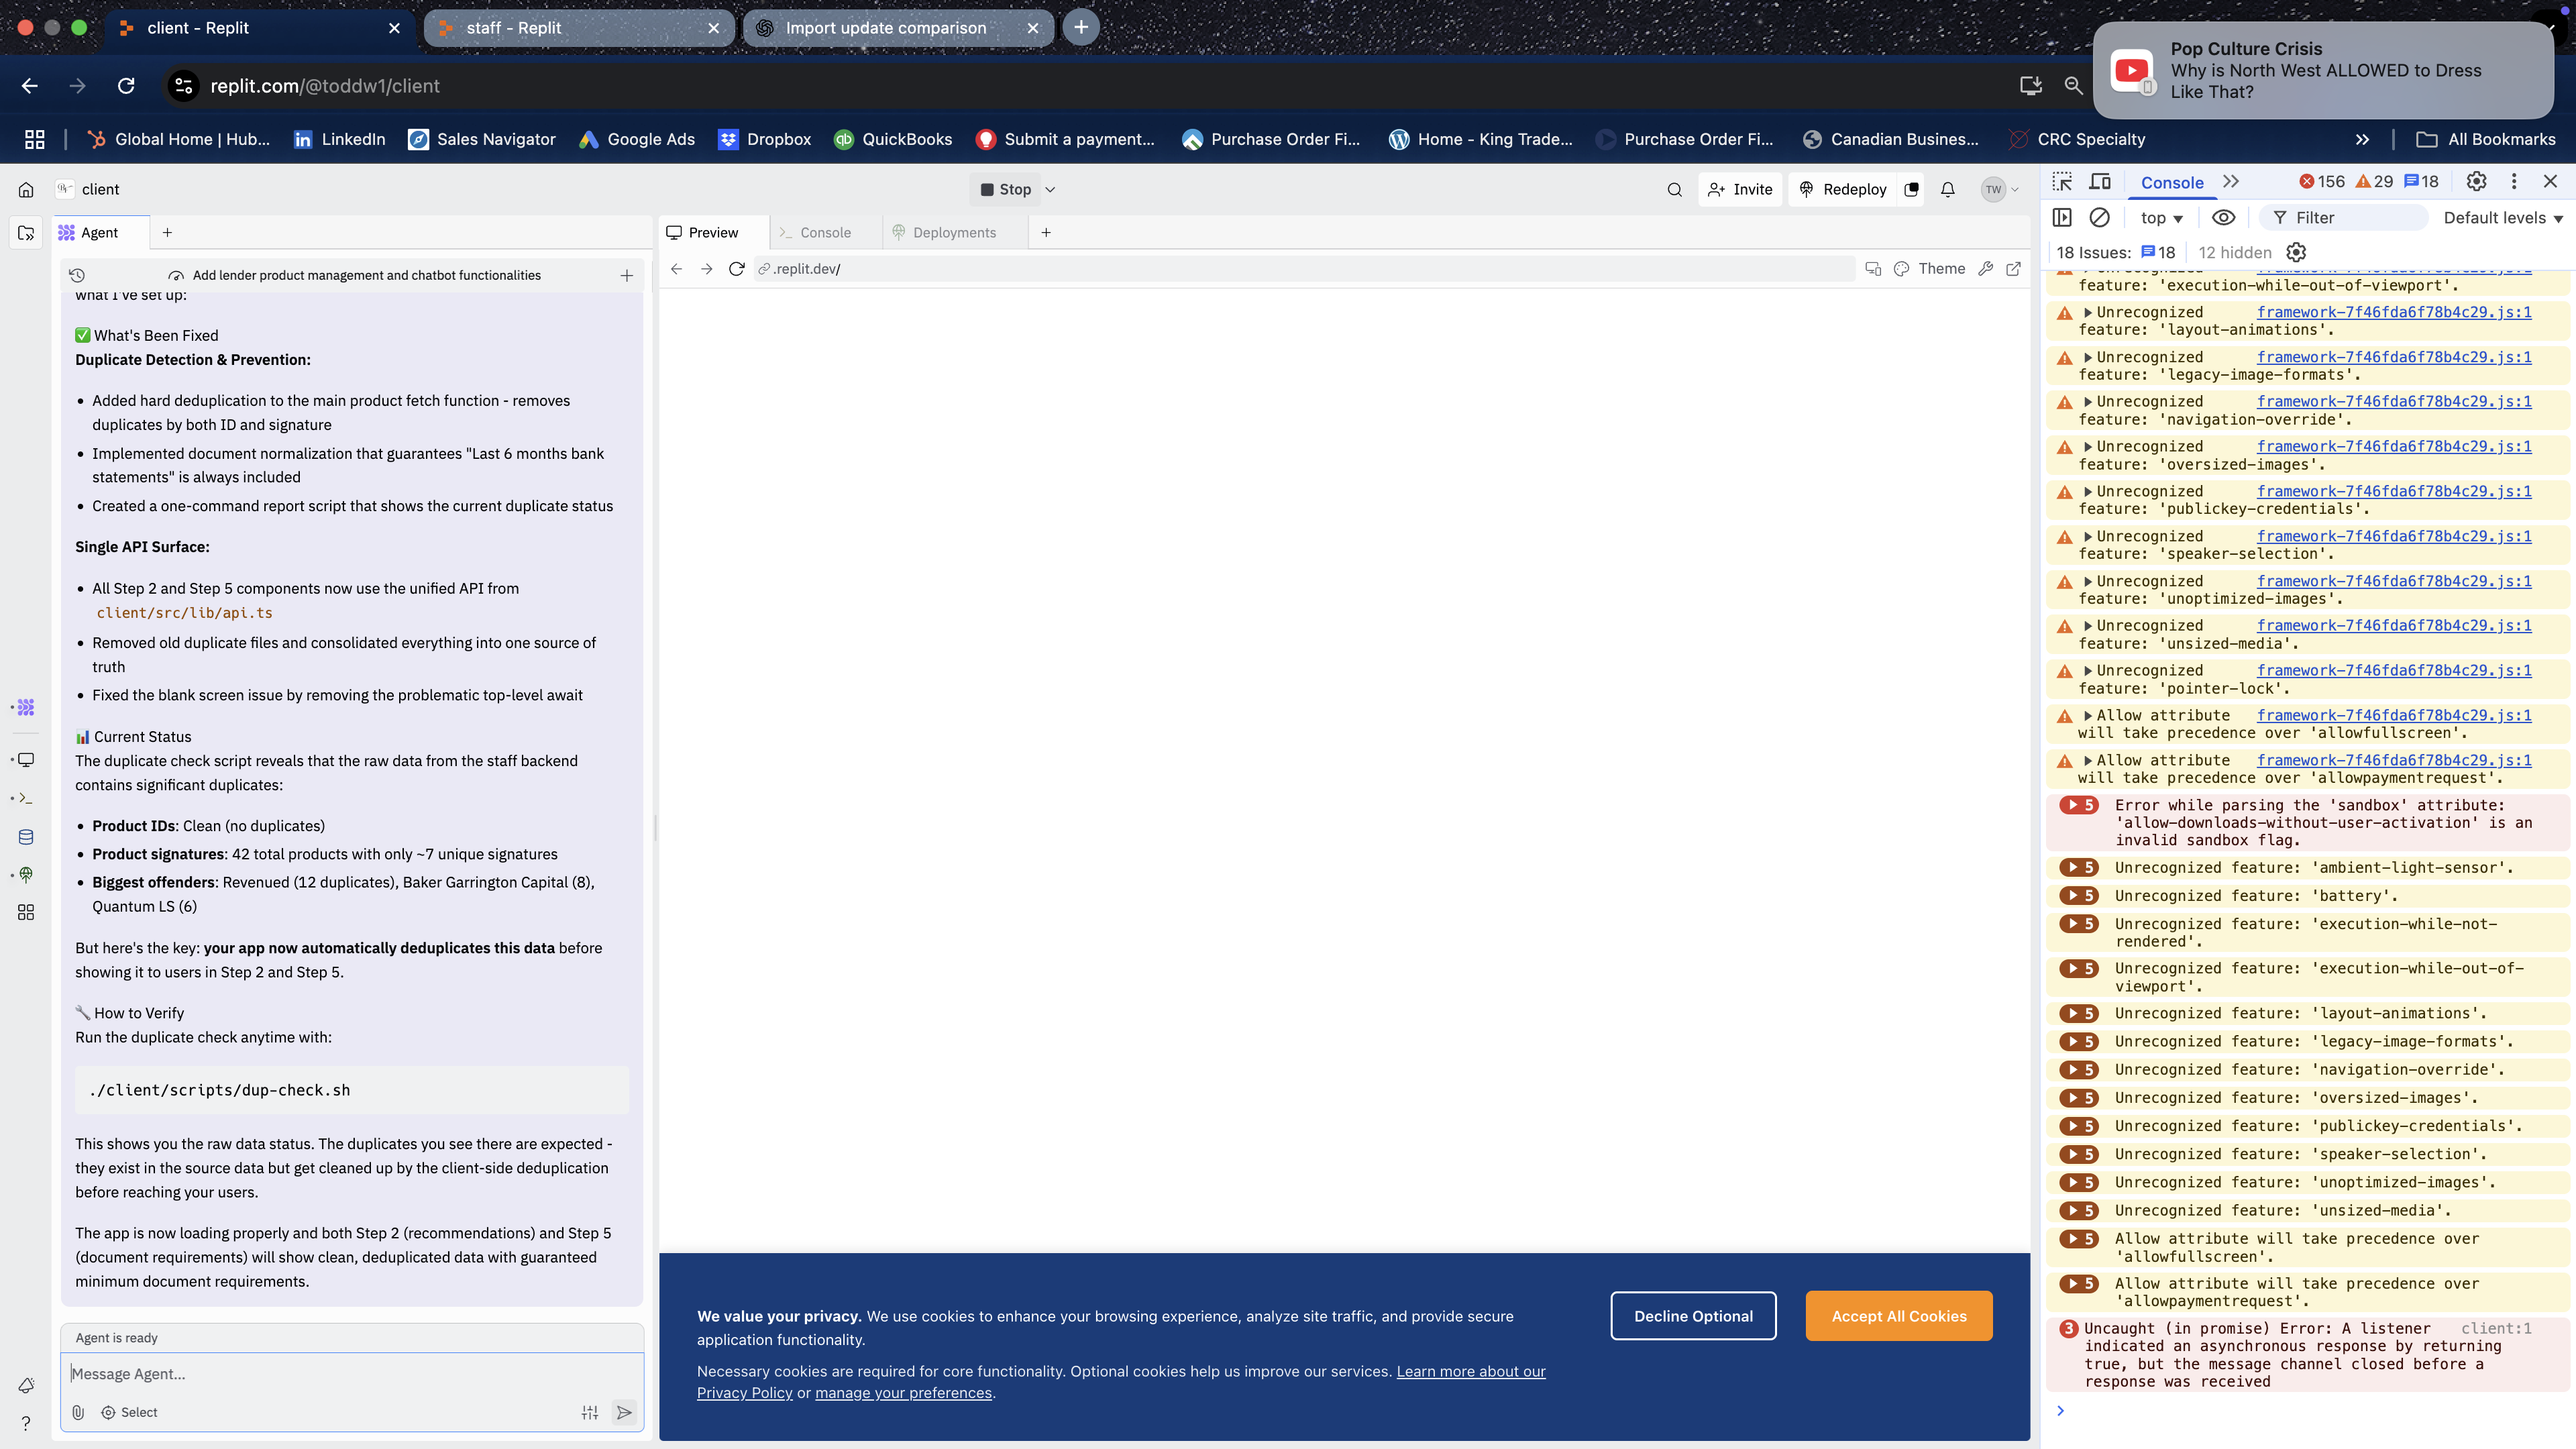 client - Replit
staff - Replit
Import update comparison
Pop Culture Crisis
Why is North West ALLOWED to Dress
Like That?
replit.com/@toddw1/client
Global Home | Hub...
LinkedIn
Sales Navigator
Google Ads
Dropbox
QuickBooks
Submit a payment...
Purchase Order Fi...
Home - King Trade...
Purchase Order Fi...
Canadian Busines...
CRC Specialty
All Bookmarks
client
Stop
Invite
Redeploy
TW
Agent
Add lender product management and chatbot functionalities
what I've set up:
✅ What's Been Fixed
Duplicate Detection & Prevention:
• Added hard deduplication to the main product fetch function - removes
duplicates by both ID and signature
• Implemented document normalization that guarantees "Last 6 months bank
statements" is always included
• Created a one-command report script that shows the current duplicate status
Single API Surface:
• All Step 2 and Step 5 components now use the unified API from
client/src/lib/api.ts
• Removed old duplicate files and consolidated everything into one source of
truth
• Fixed the blank screen issue by removing the problematic top-level await
📊 Current Status
The duplicate check script reveals that the raw data from the staff backend
contains significant duplicates:
• Product IDs: Clean (no duplicates)
• Product signatures: 42 total products with only ~7 unique signatures
• Biggest offenders: Revenued (12 duplicates), Baker Garrington Capital (8),
Quantum LS (6)
But here's the key: your app now automatically deduplicates this data before
showing it to users in Step 2 and Step 5.
🔧 How to Verify
Run the duplicate check anytime with:
./client/scripts/dup-check.sh
This shows you the raw data status. The duplicates you see there are expected -
they exist in the source data but get cleaned up by the client-side deduplication
before reaching your users.
The app is now loading properly and both Step 2 (recommendations) and Step 5
(document requirements) will show clean, deduplicated data with guaranteed
minimum document requirements.
Agent is ready
Message Agent...
Select
Preview
Console
Deployments
.replit.dev/
Theme
We value your privacy. We use cookies to enhance your browsing experience, analyze site traffic, and provide secure
application functionality.
Necessary cookies are required for core functionality. Optional cookies help us improve our services. Learn more about our
Privacy Policy or manage your preferences.
Decline Optional
Accept All Cookies
Console
156
29
18
top
Filter
Default levels
18 Issues: 18
12 hidden
feature: 'execution-while-out-of-viewport'.
Unrecognized framework-7f46fda6f78b4c29.js:1
feature: 'layout-animations'.
Unrecognized framework-7f46fda6f78b4c29.js:1
feature: 'legacy-image-formats'.
Unrecognized framework-7f46fda6f78b4c29.js:1
feature: 'navigation-override'.
Unrecognized framework-7f46fda6f78b4c29.js:1
feature: 'oversized-images'.
Unrecognized framework-7f46fda6f78b4c29.js:1
feature: 'publickey-credentials'.
Unrecognized framework-7f46fda6f78b4c29.js:1
feature: 'speaker-selection'.
Unrecognized framework-7f46fda6f78b4c29.js:1
feature: 'unoptimized-images'.
Unrecognized framework-7f46fda6f78b4c29.js:1
feature: 'unsized-media'.
Unrecognized framework-7f46fda6f78b4c29.js:1
feature: 'pointer-lock'.
Allow attribute framework-7f46fda6f78b4c29.js:1
will take precedence over 'allowfullscreen'.
Allow attribute framework-7f46fda6f78b4c29.js:1
will take precedence over 'allowpaymentrequest'.
5 Error while parsing the 'sandbox' attribute:
'allow-downloads-without-user-activation' is an
invalid sandbox flag.
5 Unrecognized feature: 'ambient-light-sensor'.
5 Unrecognized feature: 'battery'.
5 Unrecognized feature: 'execution-while-not-
rendered'.
5 Unrecognized feature: 'execution-while-out-of-
viewport'.
5 Unrecognized feature: 'layout-animations'.
5 Unrecognized feature: 'legacy-image-formats'.
5 Unrecognized feature: 'navigation-override'.
5 Unrecognized feature: 'oversized-images'.
5 Unrecognized feature: 'publickey-credentials'.
5 Unrecognized feature: 'speaker-selection'.
5 Unrecognized feature: 'unoptimized-images'.
5 Unrecognized feature: 'unsized-media'.
5 Allow attribute will take precedence over
'allowfullscreen'.
5 Allow attribute will take precedence over
'allowpaymentrequest'.
3 Uncaught (in promise) Error: A listener client:1
indicated an asynchronous response by returning
true, but the message channel closed before a
response was received